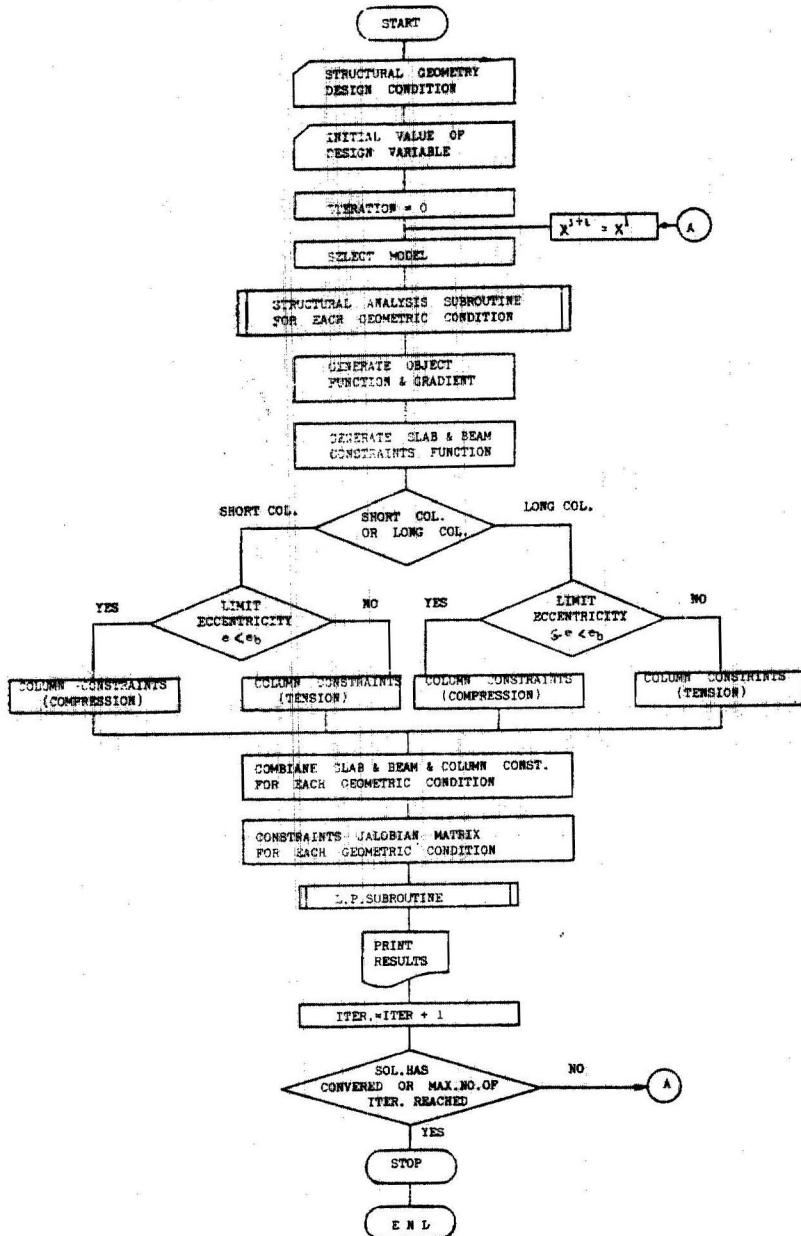 START
STRUCTURAL GEOMETRY
DESIGN CONDITION
INITIAL VALUE OF
DESIGN VARIABLE
ITERATION = 0
X^{i+1} = X^i
A
SELECT MODEL
STRUCTURAL ANALYSIS SUBROUTINE
FOR EACH GEOMETRIC CONDITION
GENERATE OBJECT
FUNCTION & GRADIENT
GENERATE SLAB & BEAM
CONSTRAINTS FUNCTION
SHORT COL.
SHORT COL.
OR LONG COL.
LONG COL.
YES
LIMIT
ECCENTRICITY
e < e_b
NO
YES
LIMIT
ECCENTRICITY
e < e_b
NO
COLUMN CONSTRAINTS
(COMPRESSION)
COLUMN CONSTRAINTS
(TENSION)
COLUMN CONSTRAINTS
(COMPRESSION)
COLUMN CONSTRINTS
(TENSION)
COMBIANE SLAB & BEAM & COLUMN CONST.
FOR EACH GEOMETRIC CONDITION
CONSTRAINTS JALOBIAN MATRIX
FOR EACH GEOMETRIC CONDITION
L.P.SUBROUTINE
PRINT
RESULTS
ITER.=ITER + 1
SOL.HAS
CONVERED OR MAX.NO.OF
ITER. REACHED
NO
A
YES
STOP
E N L